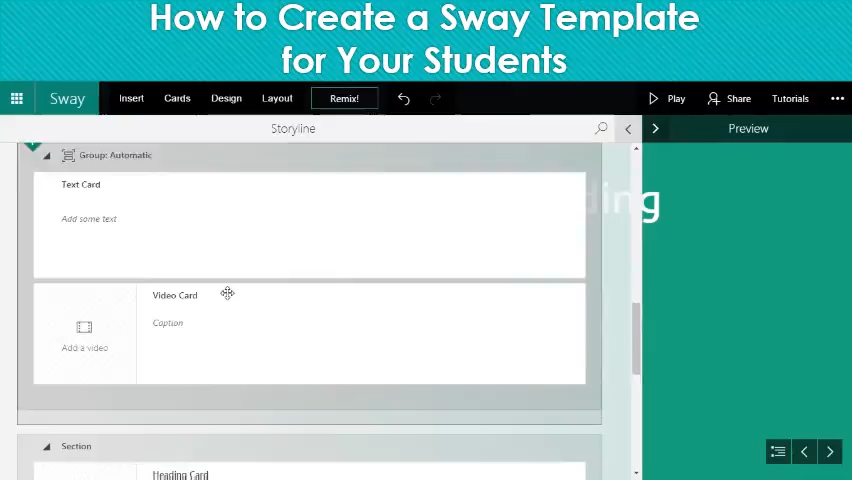 How to Create a Sway Template
for Your Students
Sway Insert Cards Design Layout Remix! Play Share Tutorials
Storyline Preview
Group: Automatic
Text Card
Add some text
Video Card
Caption
Add a video
Section
Heading Card